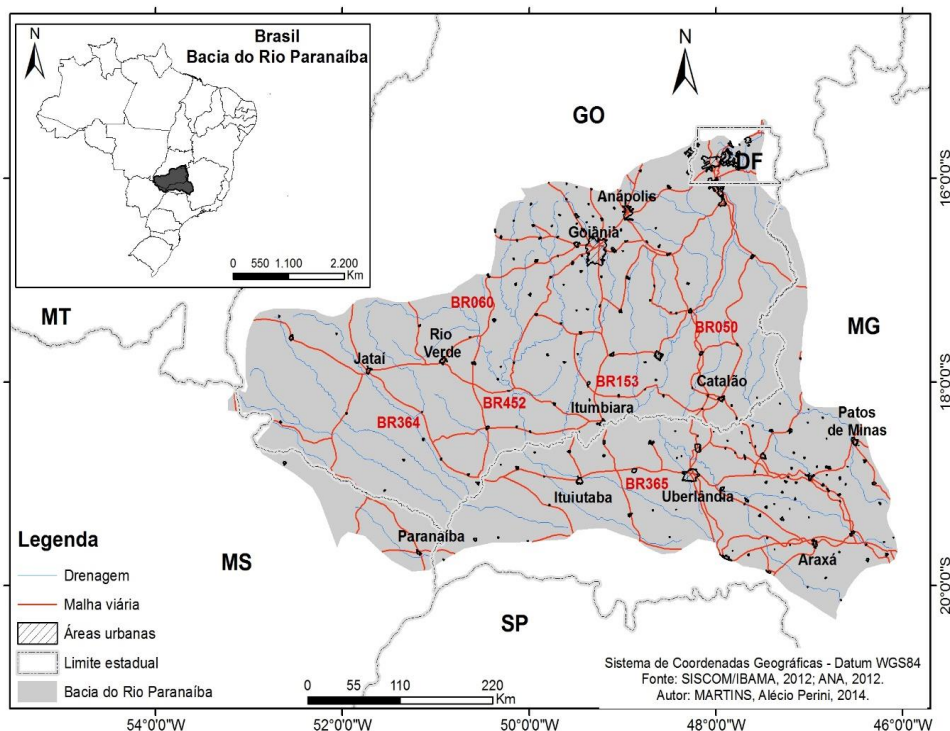 N
Brasil
Bacia do Rio Paranaíba
0 550 1.100 2.200
Km
N
GO
DF
16°0'0"S
Anápolis
Goiânia
MT
BR060
BR050
MG
Rio
Verde
Jataí
BR153
Catalão
18°0'0"S
BR452
Itumbiara
BR364
Patos
de Minas
BR365
Ituiutaba
Uberlândia
Paranaíba
Araxá
MS
20°0'0"S
SP
Legenda
Drenagem
Malha viária
Áreas urbanas
Limite estadual
Bacia do Rio Paranaíba
0 55 110 220
Km
Sistema de Coordenadas Geográficas - Datum WGS84
Fonte: SISCOM/IBAMA, 2012; ANA, 2012.
Autor: MARTINS, Alécio Perini, 2014.
54°0'0"W 52°0'0"W 50°0'0"W 48°0'0"W 46°0'0"W